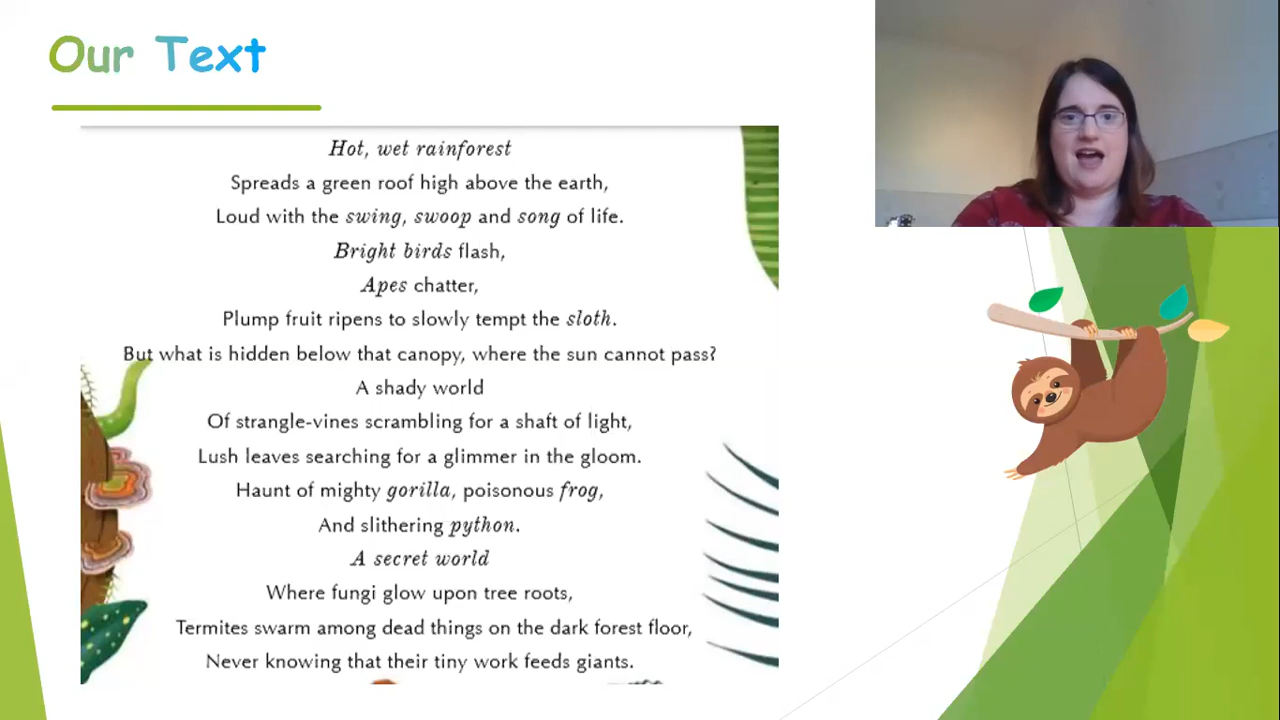 Our Text
Hot, wet rainforest
Spreads a green roof high above the earth,
Loud with the swing, swoop and song of life.
Bright birds flash,
Apes chatter,
Plump fruit ripens to slowly tempt the sloth.
But what is hidden below that canopy, where the sun cannot pass?
A shady world
Of strangle-vines scrambling for a shaft of light,
Lush leaves searching for a glimmer in the gloom.
Haunt of mighty gorilla, poisonous frog,
And slithering python.
A secret world
Where fungi glow upon tree roots,
Termites swarm among dead things on the dark forest floor,
Never knowing that their tiny work feeds giants.